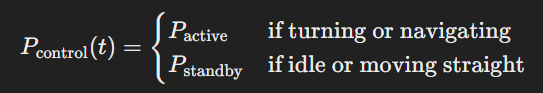 P_control(t) = { P_active if turning or navigating
P_standby if idle or moving straight